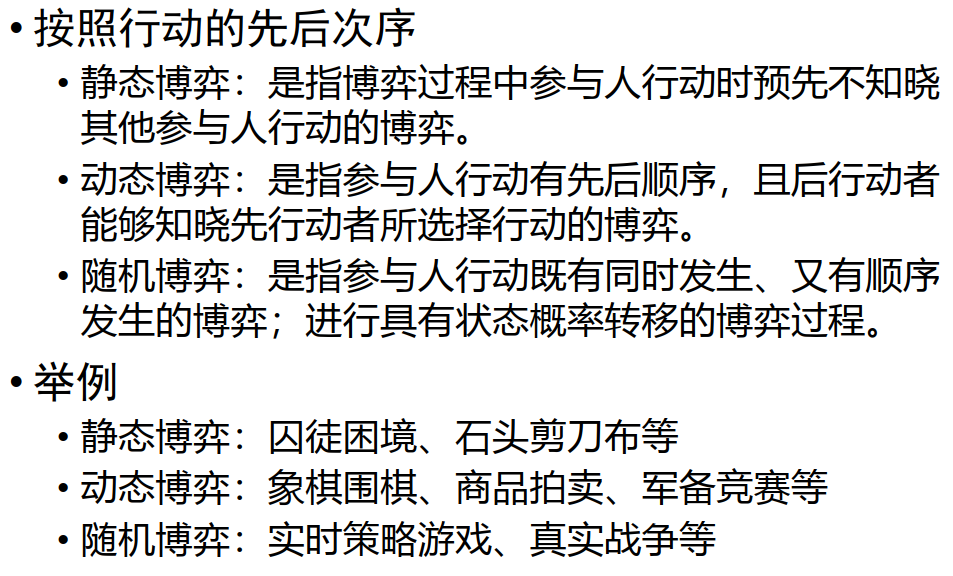 • 按照行动的先后次序
• 静态博弈：是指博弈过程中参与人行动时预先不知晓
其他参与人行动的博弈。
• 动态博弈：是指参与人行动有先后顺序，且后行动者
能够知晓先行动者所选择行动的博弈。
• 随机博弈：是指参与人行动既有同时发生、又有顺序
发生的博弈；进行具有状态概率转移的博弈过程。
• 举例
• 静态博弈：囚徒困境、石头剪刀布等
• 动态博弈：象棋围棋、商品拍卖、军备竞赛等
• 随机博弈：实时策略游戏、真实战争等